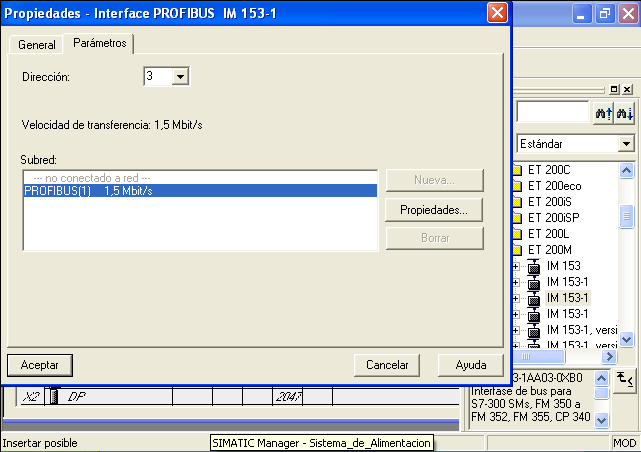 Propiedades - Interface PROFIBUS IM 153-1
General
Parámetros
Dirección:
3
Velocidad de transferencia: 1,5 Mbit/s
Subred:
--- no conectado a red ---
PROFIBUS(1) 1,5 Mbit/s
Nueva...
Propiedades...
Borrar
Aceptar
Cancelar
Ayuda
Estándar
ET 200C
ET 200eco
ET 200iS
ET 200iSP
ET 200L
ET 200M
IM 153
IM 153-1
IM 153-1
IM 153-1
IM 153-1, versi
IM 153-1, versi
3-1AA03-0XB0
Interfase de bus para
S7-300 SMs, FM 350 a
FM 352, FM 355, CP 340
X2 DP 2047
Insertar posible
SIMATIC Manager - Sistema_de_Alimentacion
MOD